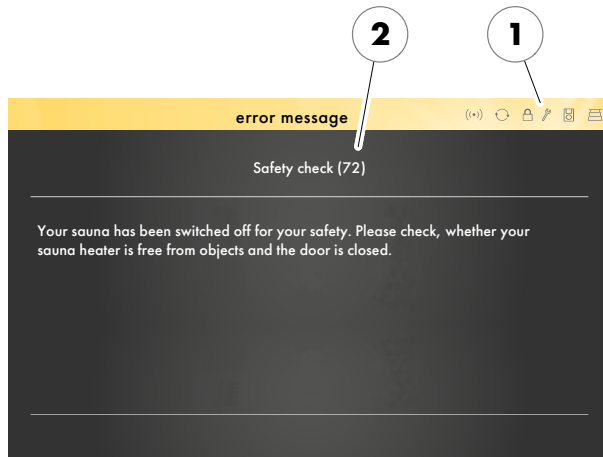 2
1
error message
Safety check (72)
Your sauna has been switched off for your safety. Please check, whether your
sauna heater is free from objects and the door is closed.